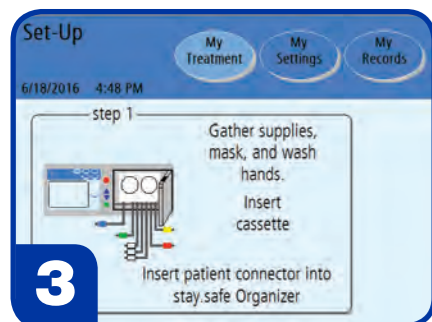 Set-Up
My
Treatment
My
Settings
My
Records
6/18/2016 4:48 PM
step 1
Gather supplies,
mask, and wash
hands.
Insert
cassette
Insert patient connector into
stay.safe Organizer
3